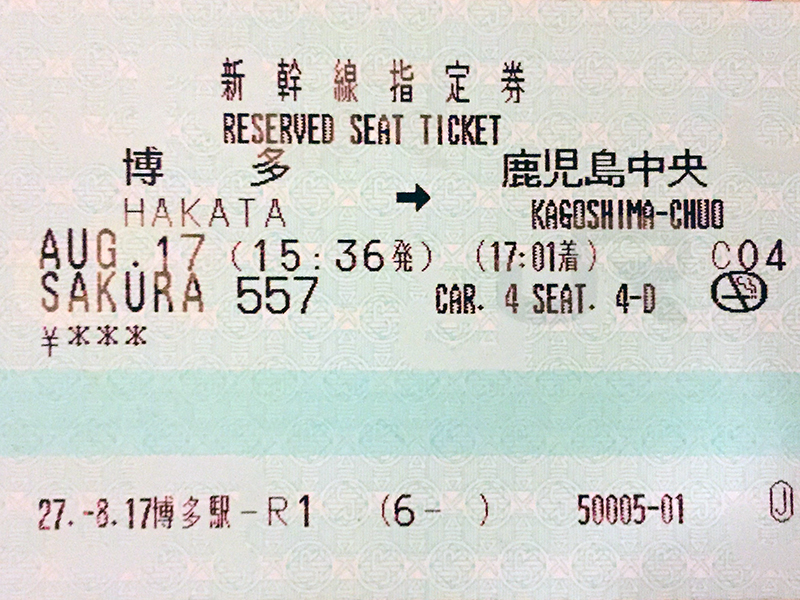 新幹線指定券
RESERVED SEAT TICKET
博多 → 鹿児島中央
HAKATA KAGOSHIMA-CHUO
AUG.17 (15:36発) (17:01着) C04
SAKURA 557 CAR. 4 SEAT. 4-D
¥***
27.-8.17博多駅-R1 (6- ) 50005-01 Ⓙ